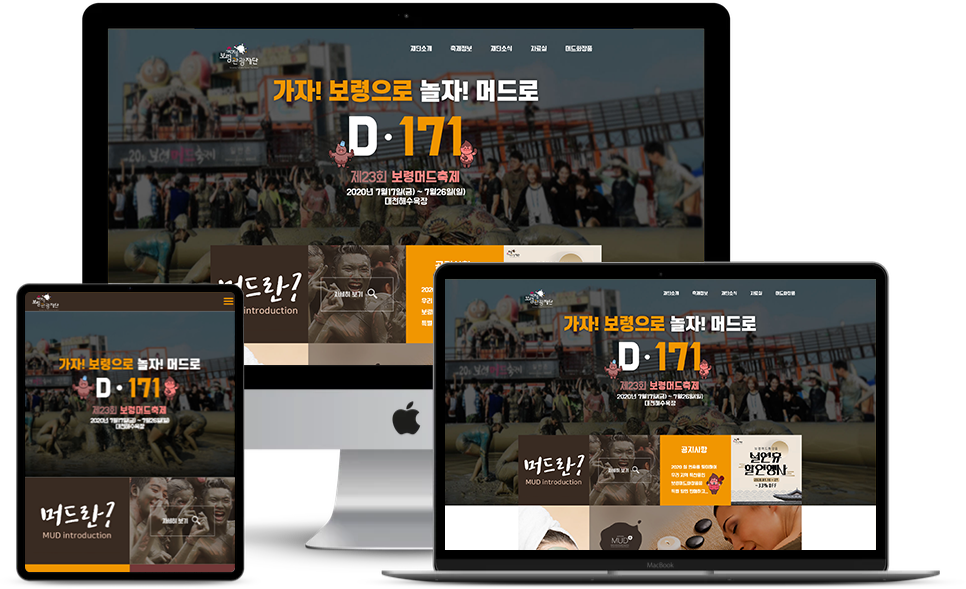 재단소개 축제정보 재단소식 자료실 머드화장품
가자! 보령으로 놀자! 머드로
D·171
제23회 보령머드축제
2020년 7월17일(금) ~ 7월26일(일)
대천해수욕장
머드란?
introduction
자세히 보기
공지사항
2020
우리
보령
특별
가자! 보령으로 놀자! 머드로
D·171
제23회 보령머드축제
2020년 7월17일(금) ~ 7월26일(일)
대천해수욕장
머드란?
MUD introduction
자세히 보기
재단소개 축제정보 재단소식 자료실 머드화장품
가자! 보령으로 놀자! 머드로
D·171
제23회 보령머드축제
2020년 7월17일(금) ~ 7월26일(일)
대천해수욕장
머드란?
MUD introduction
자세히 보기
공지사항
설연휴
할인행사
MUD
MacBook